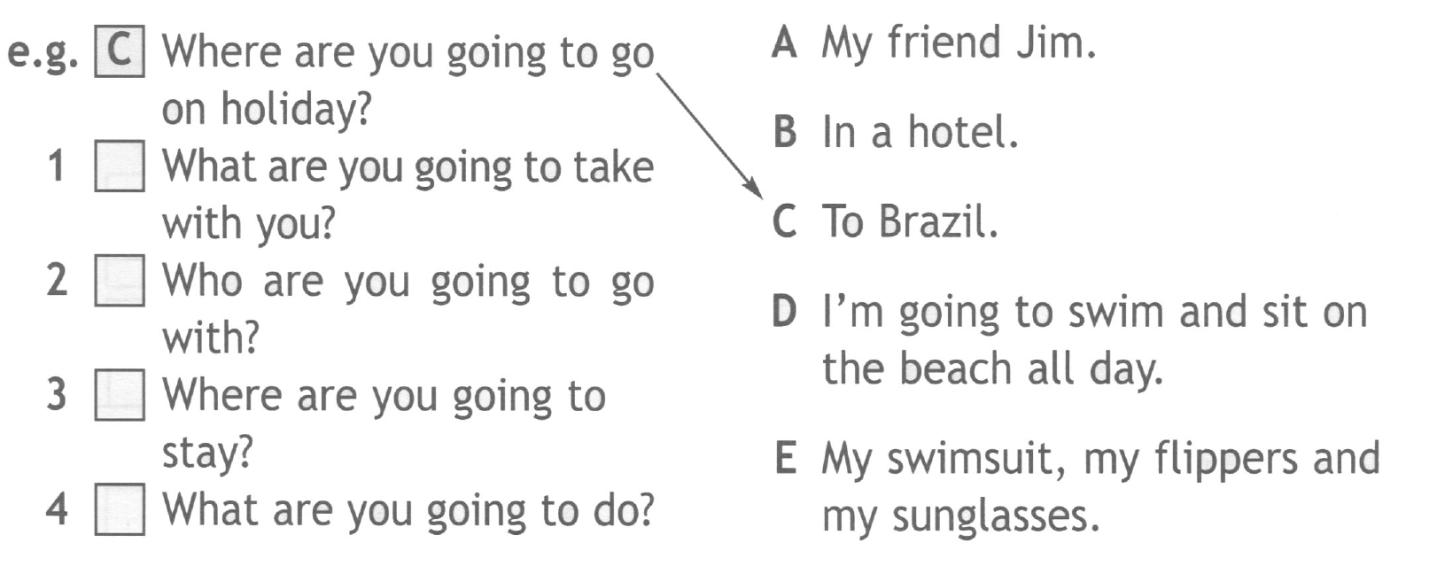 e.g. C Where are you going to go
on holiday?
1 What are you going to take
with you?
2 Who are you going to go
with?
3 Where are you going to
stay?
4 What are you going to do?
A My friend Jim.
B In a hotel.
C To Brazil.
D I'm going to swim and sit on
the beach all day.
E My swimsuit, my flippers and
my sunglasses.